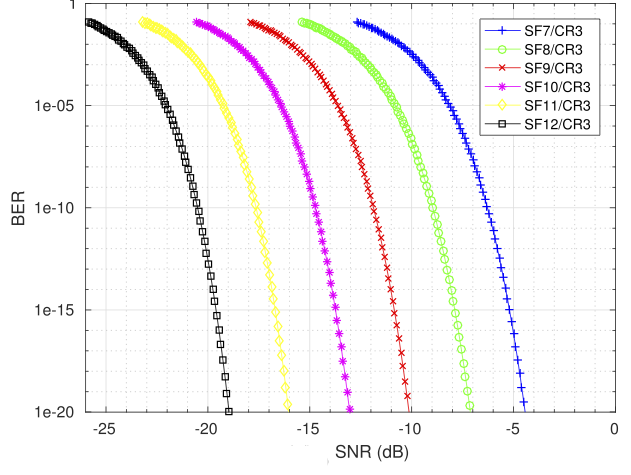 1
1e-05
1e-10
1e-15
1e-20
BER
-25
-20
-15
-10
-5
0
SNR (dB)
SF7/CR3
SF8/CR3
SF9/CR3
SF10/CR3
SF11/CR3
SF12/CR3